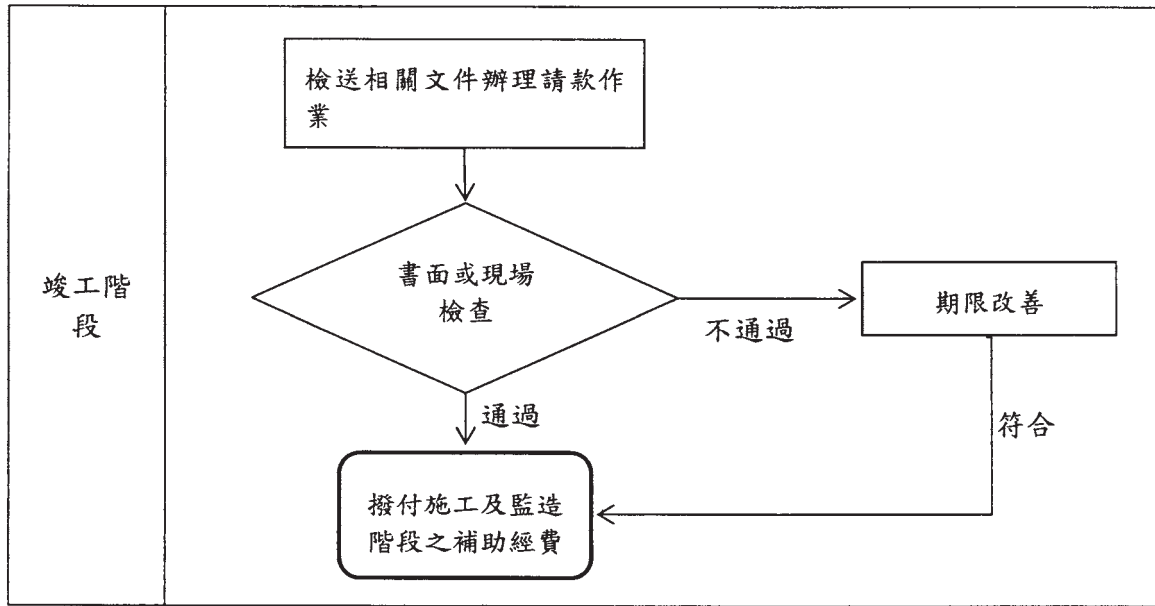 檢送相關文件辦理請款作
業
竣工階
段
書面或現場
檢查
不通過
期限改善
通過
符合
撥付施工及監造
階段之補助經費